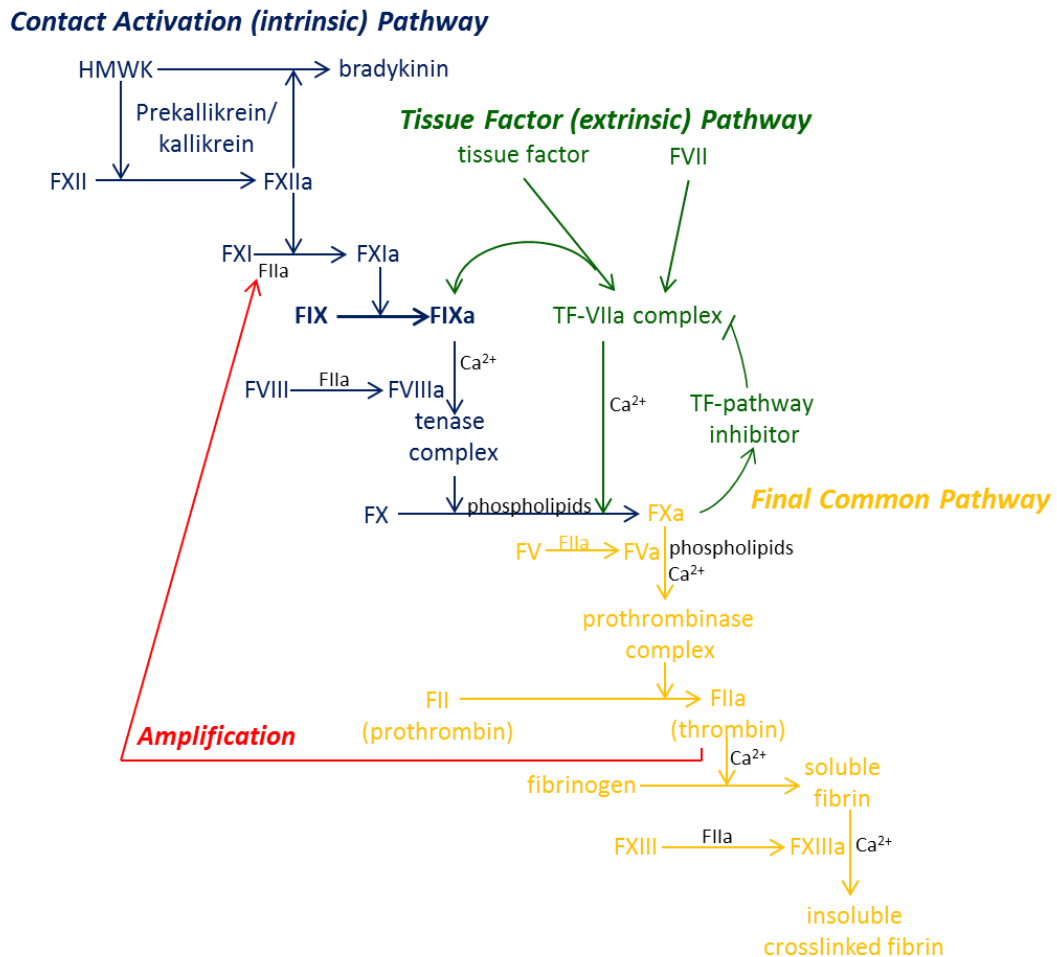 Contact Activation (intrinsic) Pathway
HMWK
bradykinin
Prekallikrein/
kallikrein
Tissue Factor (extrinsic) Pathway
tissue factor
FVII
FXII
FXIIa
FXI
FXIa
FIIa
FIX
FIXa
TF-VIIa complex
Ca²⁺
FVIII
FIIa
FVIIIa
tenase
complex
Ca²⁺
TF-pathway
inhibitor
Final Common Pathway
FX
phospholipids
FXa
FV
FIIa
FVa
phospholipids
Ca²⁺
prothrombinase
complex
FII
(prothrombin)
FIIa
(thrombin)
Amplification
Ca²⁺
fibrinogen
soluble
fibrin
FXIII
FIIa
FXIIIa
Ca²⁺
insoluble
crosslinked fibrin